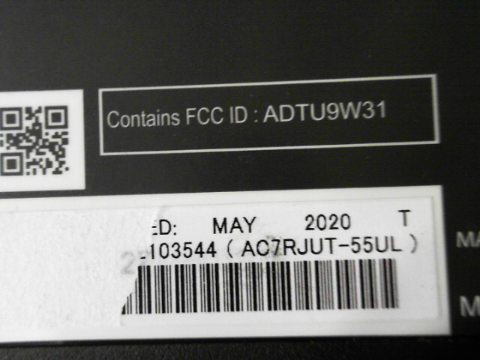 Contains FCC ID : ADTU9W31
ED: MAY 2020 T
103544 ( AC7RJUT-55UL )